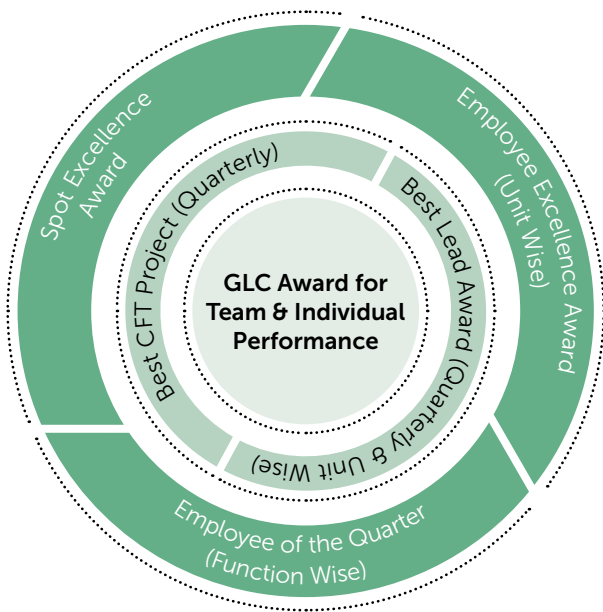 Spot Excellence
Award
Employee Excellence Award
(Unit Wise)
Best CFT Project (Quarterly)
Best Lead Award (Quarterly & Unit Wise)
GLC Award for
Team & Individual
Performance
Employee of the Quarter
(Function Wise)